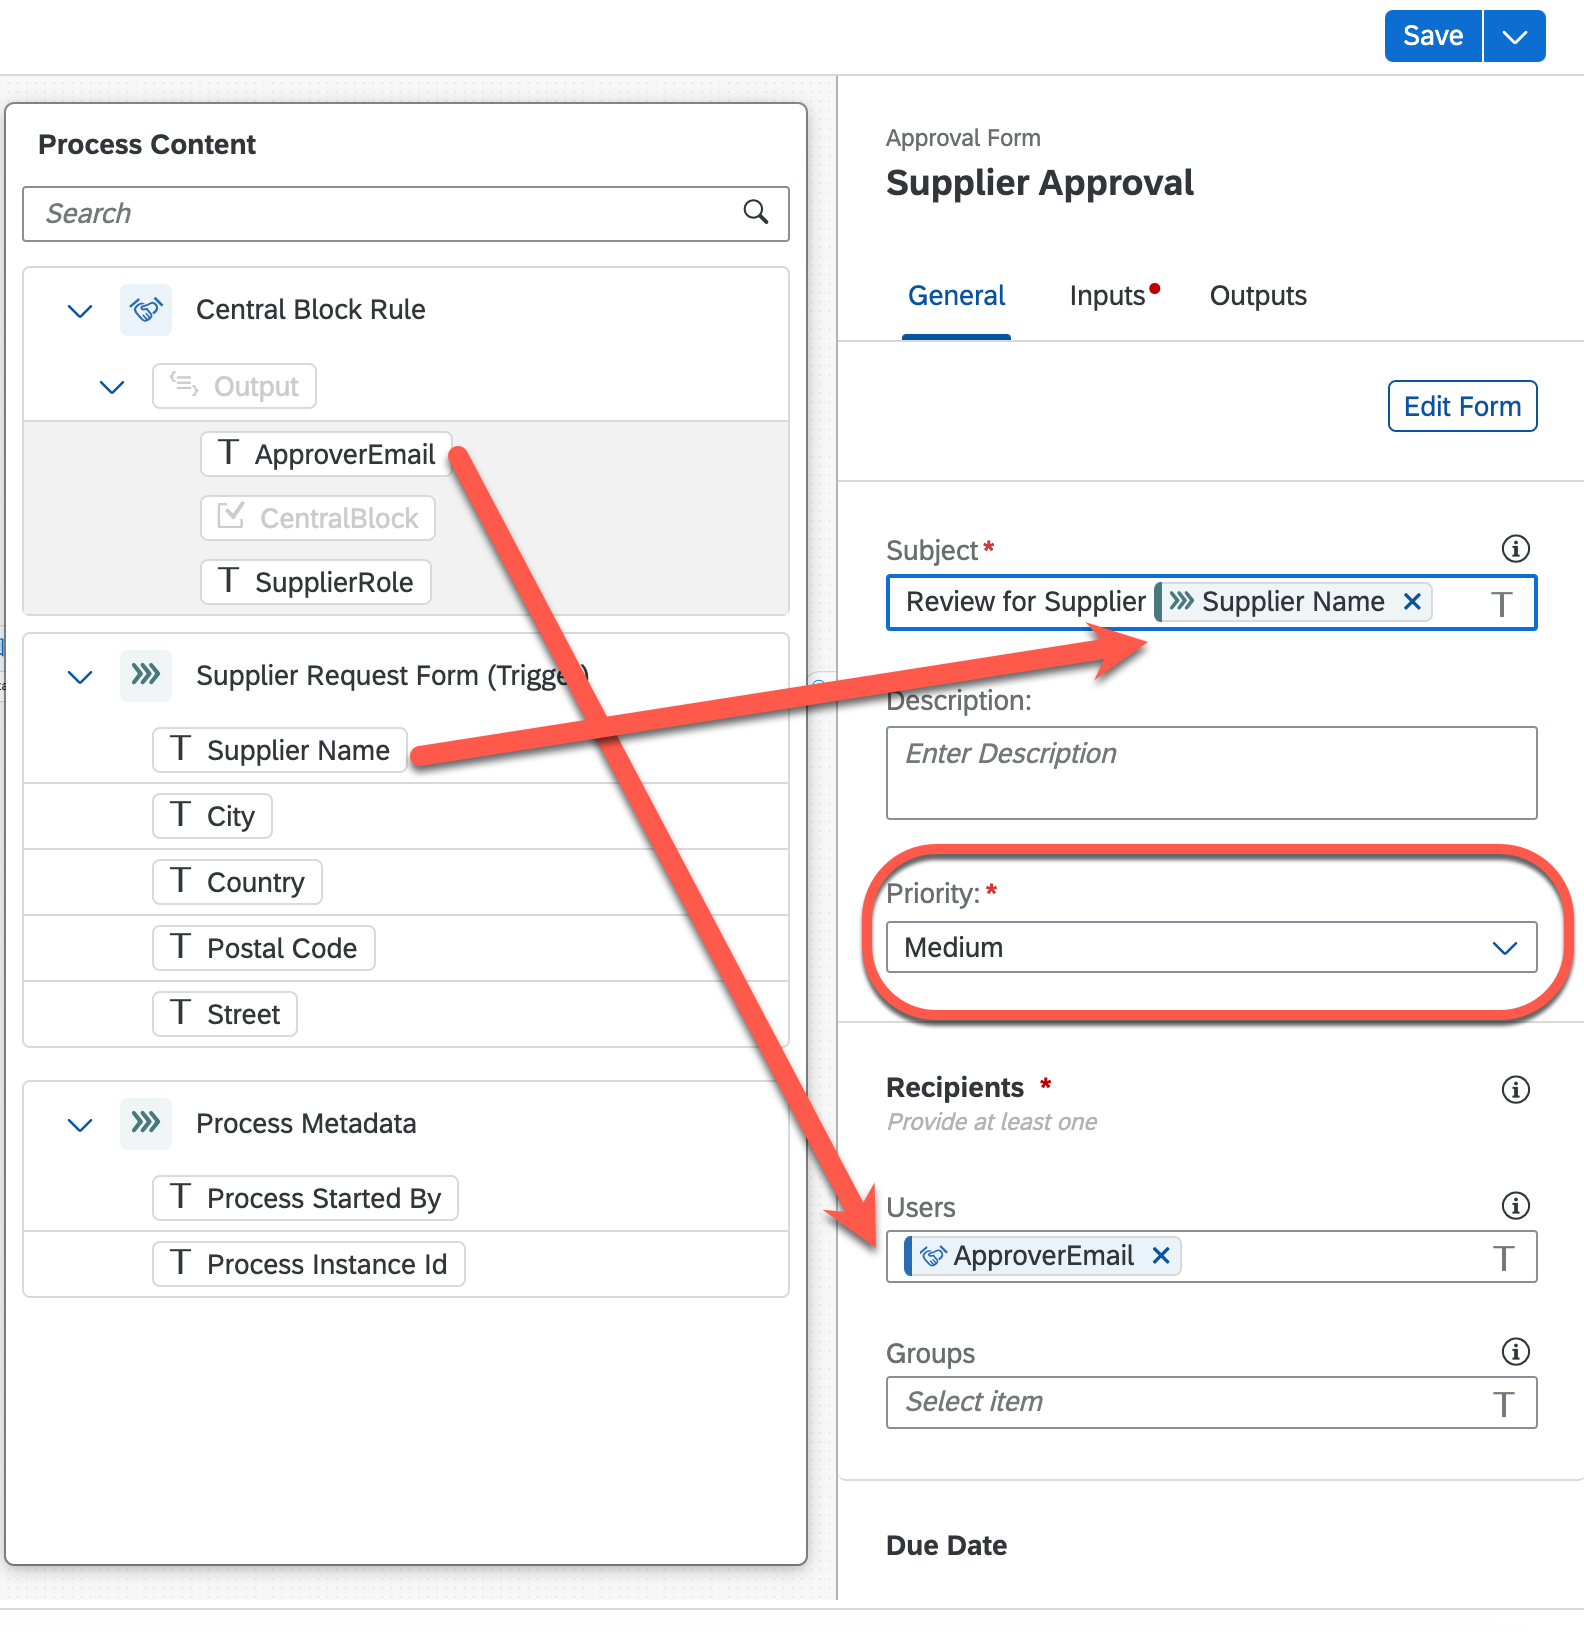 Save
Process Content
Search
Central Block Rule
Output
ApproverEmail
CentralBlock
SupplierRole
Supplier Request Form (Trigger)
Supplier Name
City
Country
Postal Code
Street
Process Metadata
Process Started By
Process Instance Id
Approval Form
Supplier Approval
General Inputs Outputs
Edit Form
Subject*
Review for Supplier Supplier Name
Description:
Enter Description
Priority:*
Medium
Recipients *
Provide at least one
Users
ApproverEmail
Groups
Select item
Due Date